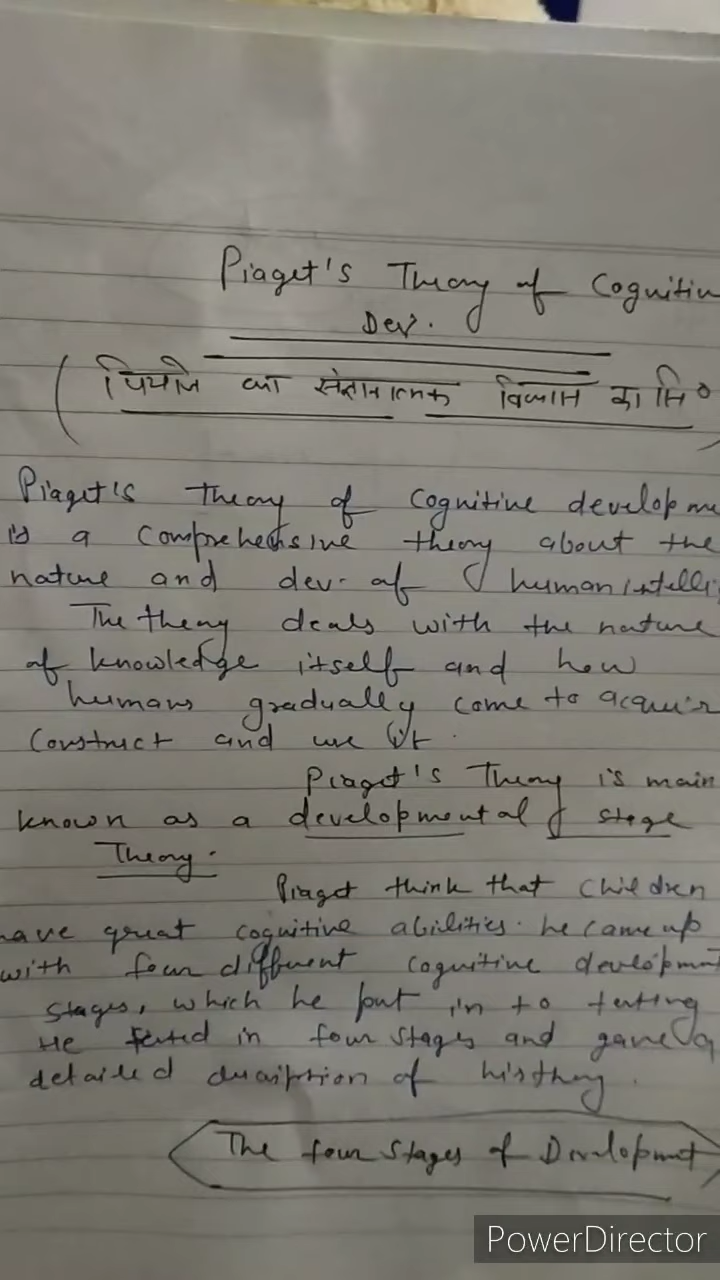 Piaget's Theory of Cognitiv
Dev.
(पियाजे का संज्ञानात्मक विकास का सि०
Piaget's theory of Cognitive developme
is a comprehensive theory about the
nature and dev. of human intelli
The theory deals with the nature
of knowledge itself and how
humans gradually come to acquir
Construct and use it.
Piaget's Theory is main
known as a developmental stage
Theory.
Piaget think that children
have great cognitive abilities. he came up
with four different cognitive development
stages, which he put in to testing
He tested in four stages and gave a
detailed description of his theory.
The four Stages of Development
PowerDirector